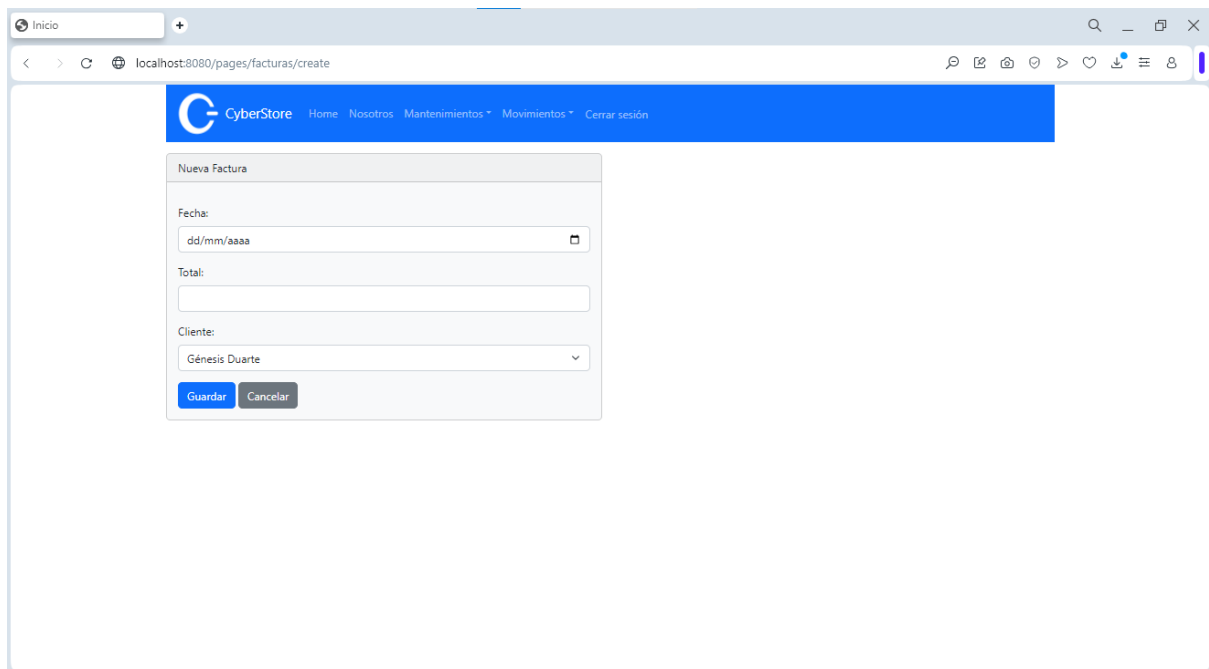 Inicio
localhost:8080/pages/facturas/create
CyberStore Home Nosotros Mantenimientos Movimientos Cerrar sesión
Nueva Factura
Fecha:
dd/mm/aaaa
Total:
Cliente:
Génesis Duarte
Guardar Cancelar